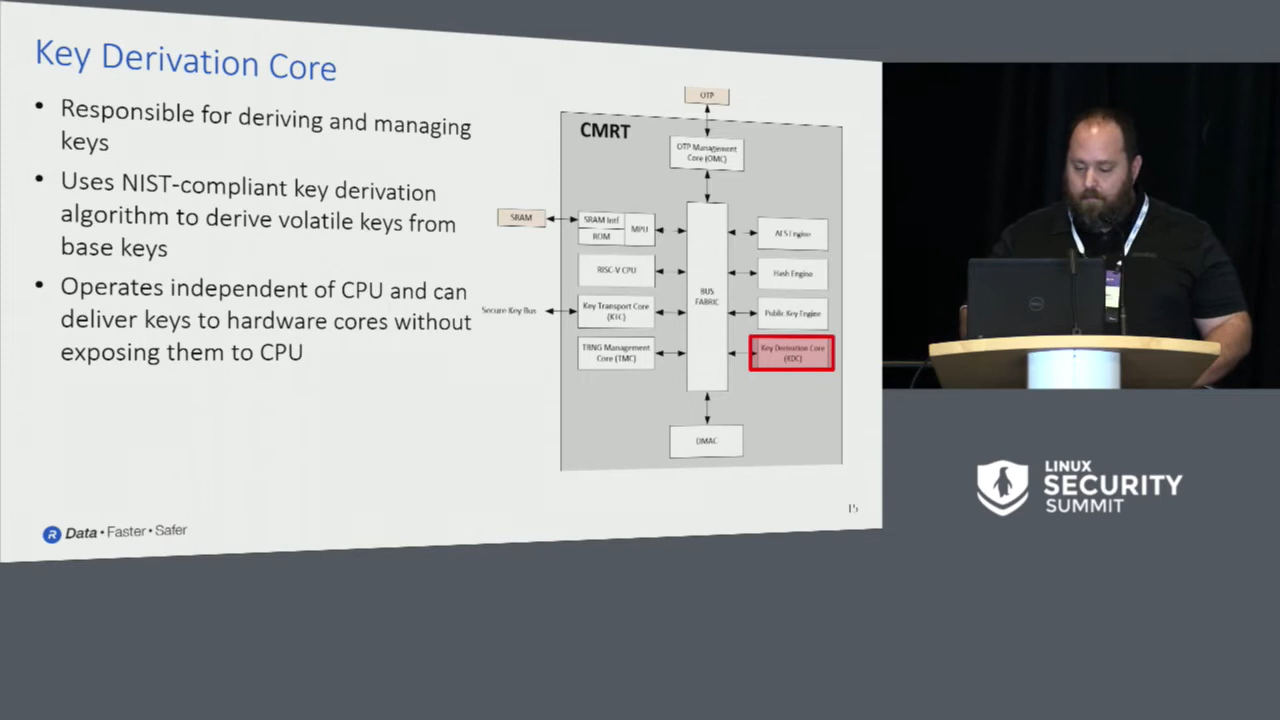 Key Derivation Core
• Responsible for deriving and managing
keys
• Uses NIST-compliant key derivation
algorithm to derive volatile keys from
base keys
• Operates independent of CPU and can
deliver keys to hardware cores without
exposing them to CPU
OTP
CMRT
OTP Management
Core (OMC)
SRAM
SRAM Intf
ROM
MPU
AES Engine
RISC-V CPU
Hash Engine
BUS
FABRIC
Secure Key Bus
Key Transport Core
(KTC)
Public Key Engine
TRNG Management
Core (TMC)
Key Derivation Core
(KDC)
DMAC
15
R Data • Faster • Safer
LINUX
SECURITY
SUMMIT